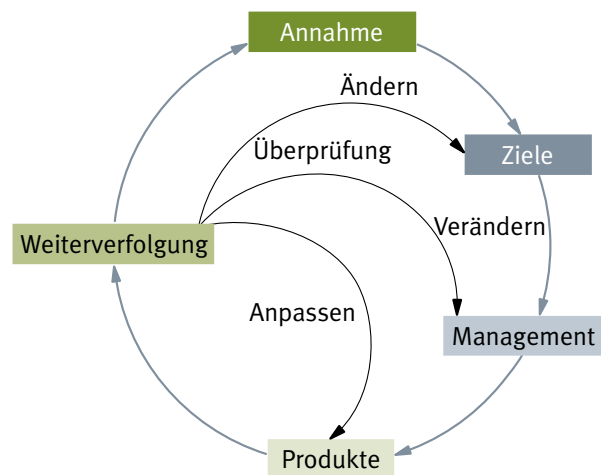 Annahme
Ändern
Überprüfung
Ziele
Verändern
Weiterverfolgung
Anpassen
Management
Produkte